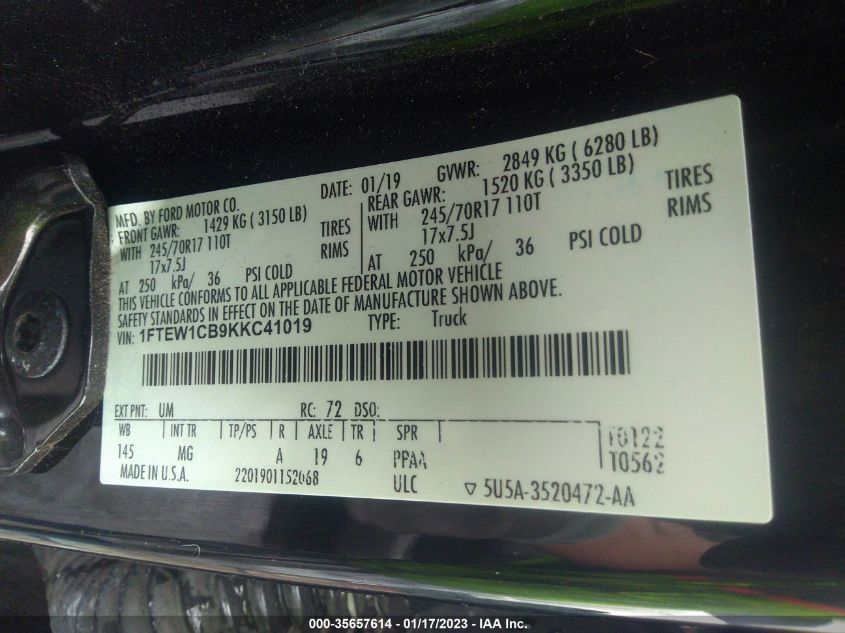 MFD. BY FORD MOTOR CO. DATE: 01/19 GVWR: 2849 KG ( 6280 LB)
FRONT GAWR: 1429 KG ( 3150 LB) REAR GAWR: 1520 KG ( 3350 LB)
WITH 245/70R17 110T TIRES WITH 245/70R17 110T TIRES
17x7.5J RIMS 17x7.5J RIMS
AT 250 kPa/ 36 PSI COLD AT 250 kPa/ 36 PSI COLD
THIS VEHICLE CONFORMS TO ALL APPLICABLE FEDERAL MOTOR VEHICLE
SAFETY STANDARDS IN EFFECT ON THE DATE OF MANUFACTURE SHOWN ABOVE.
VIN: 1FTEW1CB9KKC41019 TYPE: Truck
EXT PNT: UM RC: 72 DSO:
WB INT TR TP/PS R AXLE TR SPR
145 MG A 19 6 PPAA
10122
10562
MADE IN U.S.A. 2201901152068 ULC ▽ 5U5A-3520472-AA
000-35657614 — 01/17/2023 — IAA Inc.